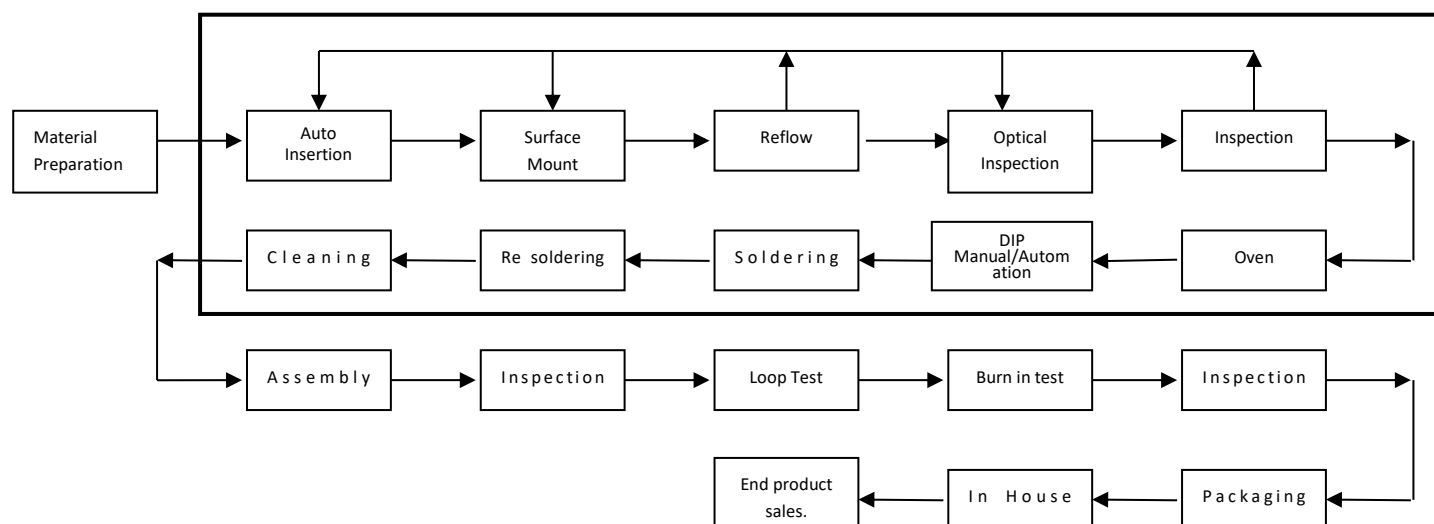 Material
Preparation
Auto
Insertion
Surface
Mount
Reflow
Optical
Inspection
Inspection
Cleaning
Re soldering
Soldering
DIP
Manual/Autom
ation
Oven
Assembly
Inspection
Loop Test
Burn in test
Inspection
End product
sales.
In House
Packaging